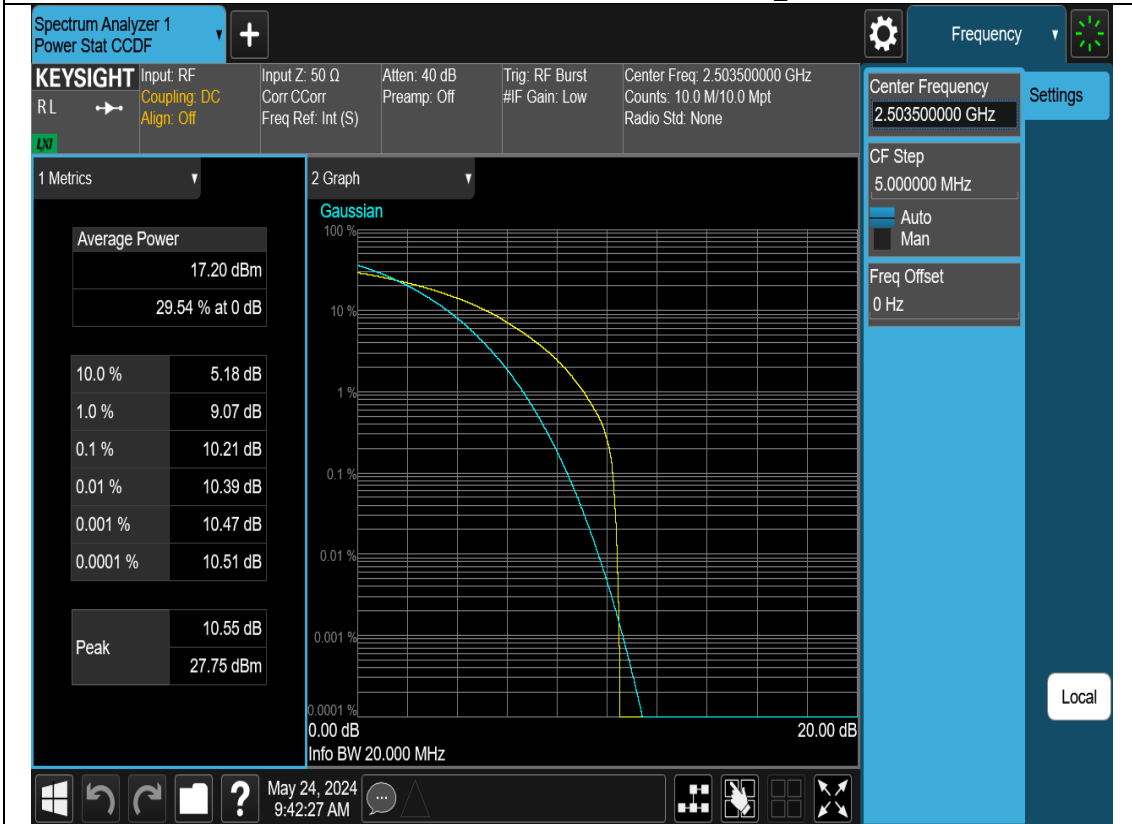 Spectrum Analyzer 1
Power Stat CCDF
Frequency
KEYSIGHT
RL
LXI
Input: RF
Coupling: DC
Align: Off
Input Z: 50 Ω
Corr CCorr
Freq Ref: Int (S)
Atten: 40 dB
Preamp: Off
Trig: RF Burst
#IF Gain: Low
Center Freq: 2.503500000 GHz
Counts: 10.0 M/10.0 Mpt
Radio Std: None
Center Frequency
2.503500000 GHz
Settings
CF Step
5.000000 MHz
Auto
Man
Freq Offset
0 Hz
Local
1 Metrics
Average Power
17.20 dBm
29.54 % at 0 dB
10.0 % 5.18 dB
1.0 % 9.07 dB
0.1 % 10.21 dB
0.01 % 10.39 dB
0.001 % 10.47 dB
0.0001 % 10.51 dB
Peak
10.55 dB
27.75 dBm
2 Graph
Gaussian
100 %
10 %
1 %
0.1 %
0.01 %
0.001 %
0.0001 %
0.00 dB 20.00 dB
Info BW 20.000 MHz
?
May 24, 2024
9:42:27 AM